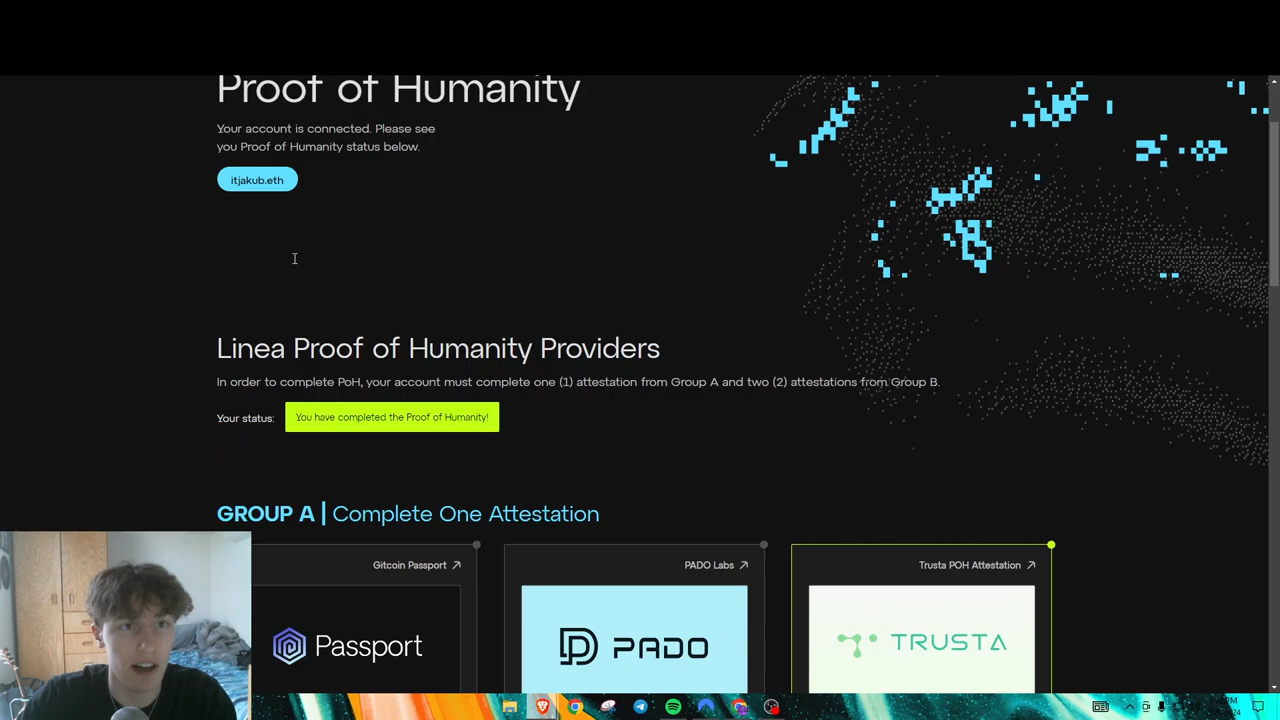 Proof of Humanity
Your account is connected. Please see
you Proof of Humanity status below.
itjakub.eth
Linea Proof of Humanity Providers
In order to complete PoH, your account must complete one (1) attestation from Group A and two (2) attestations from Group B.
Your status:
You have completed the Proof of Humanity!
GROUP A | Complete One Attestation
Gitcoin Passport
PADO Labs
Trusta POH Attestation
Passport
PADO
TRUSTA